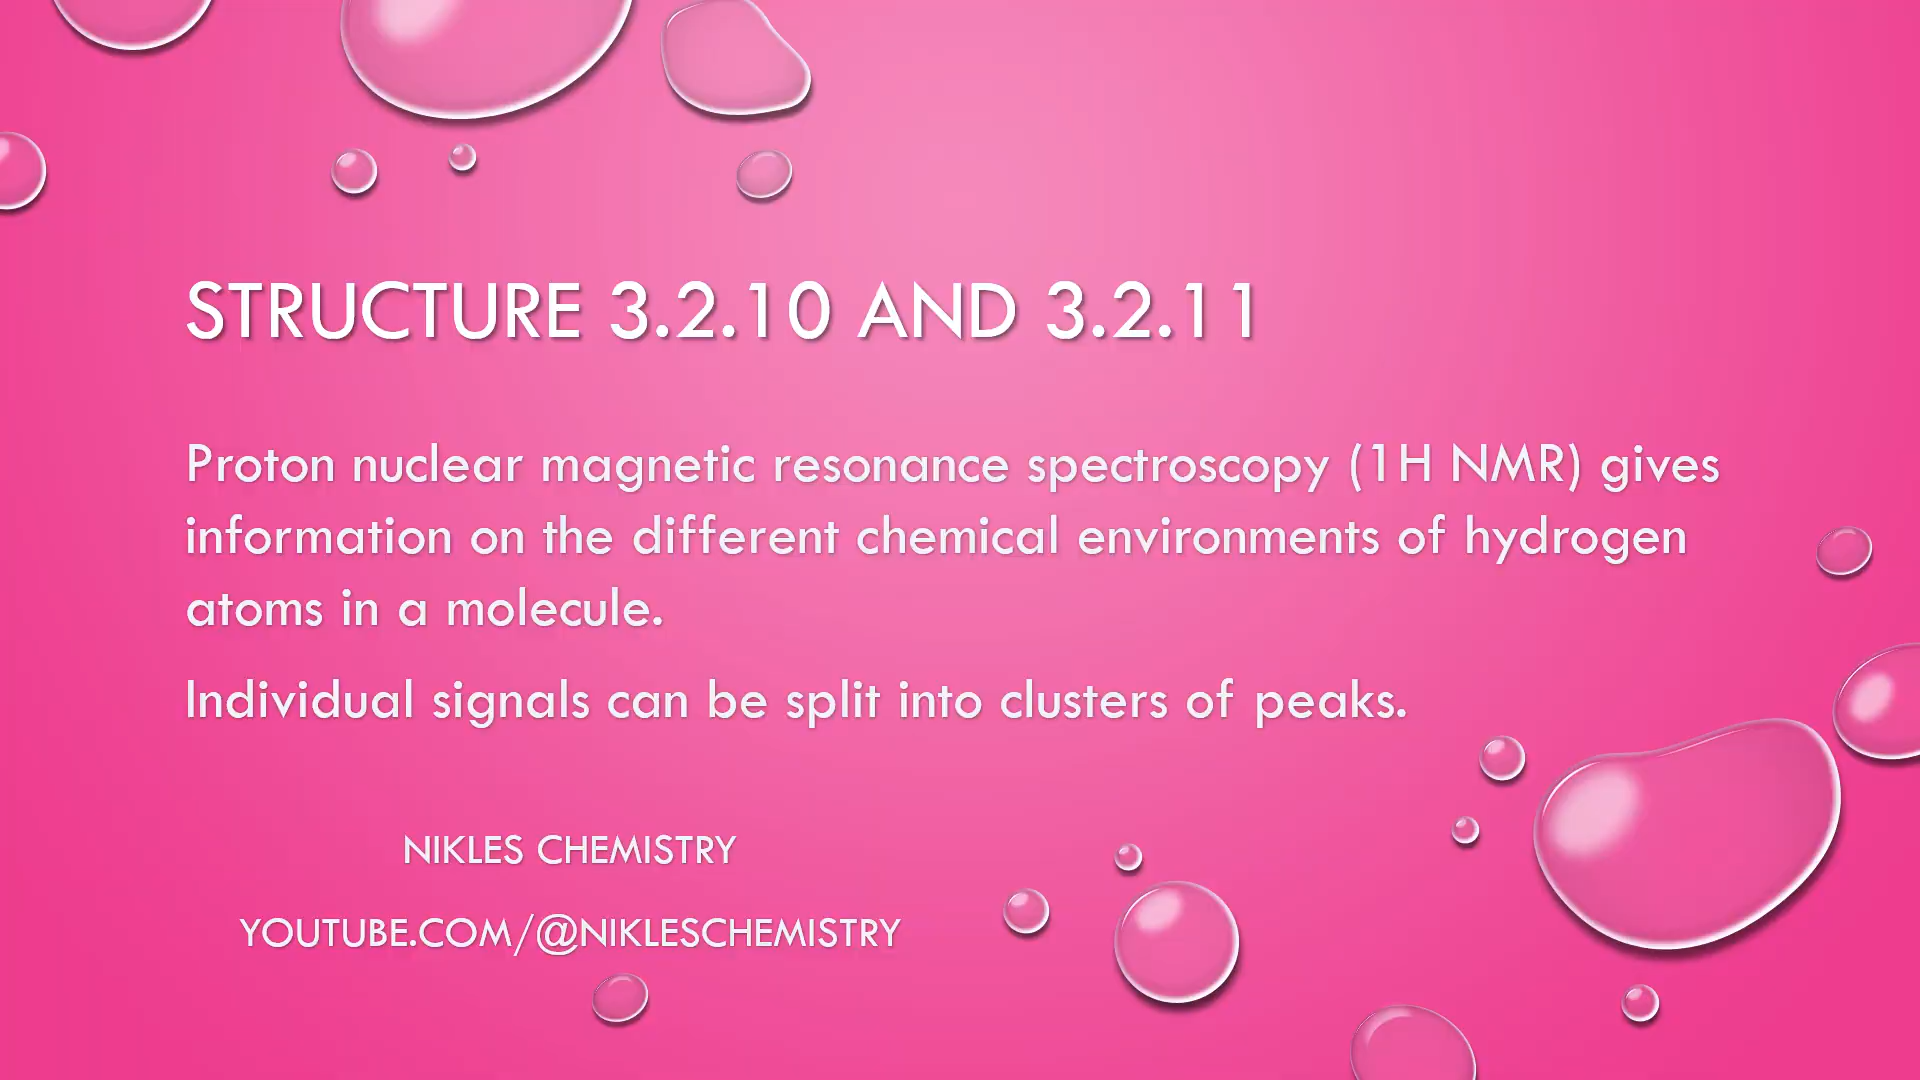 STRUCTURE 3.2.10 AND 3.2.11
Proton nuclear magnetic resonance spectroscopy (1H NMR) gives
information on the different chemical environments of hydrogen
atoms in a molecule.
Individual signals can be split into clusters of peaks.
NIKLES CHEMISTRY
YOUTUBE.COM/@NIKLESCHEMISTRY